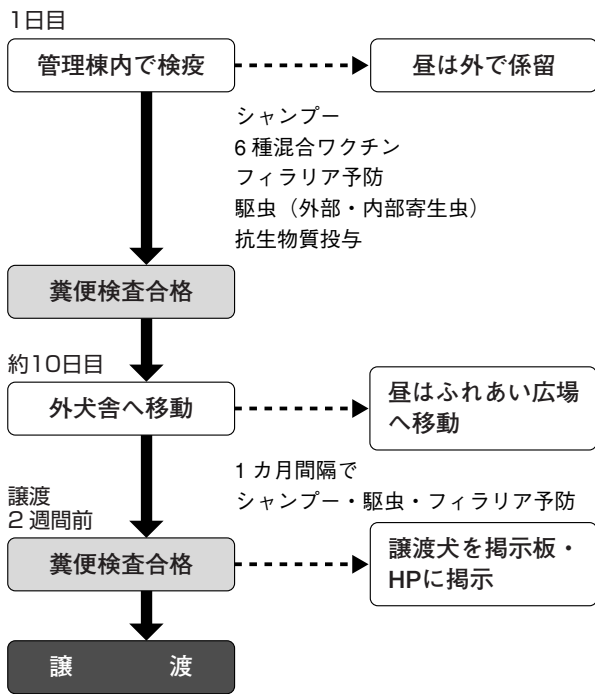 1日目
管理棟内で検疫
昼は外で係留
シャンプー
6種混合ワクチン
フィラリア予防
駆虫（外部・内部寄生虫）
抗生物質投与
糞便検査合格
約10日目
外犬舎へ移動
昼はふれあい広場
へ移動
1カ月間隔で
シャンプー・駆虫・フィラリア予防
譲渡
2週間前
糞便検査合格
譲渡犬を掲示板・
HPに掲示
譲　渡